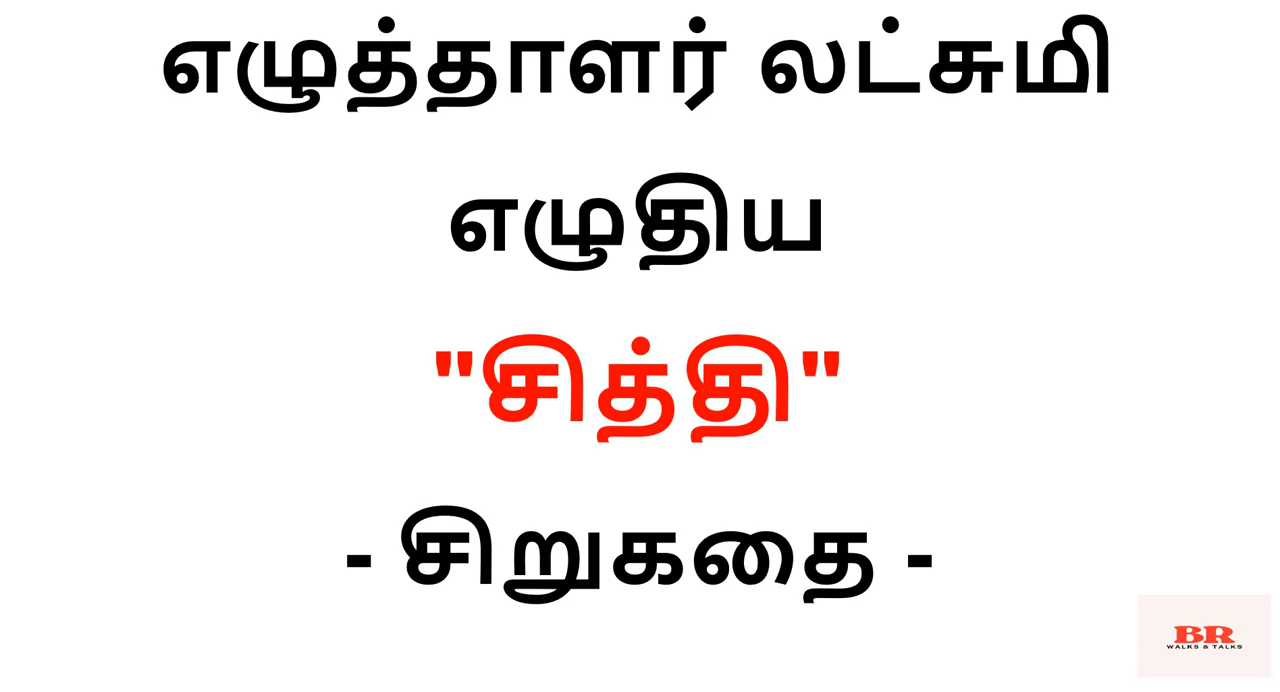 எழுத்தாளர் லட்சுமி
எழுதிய
"சித்தி"
- சிறுகதை -
BR
WALKS & TALKS